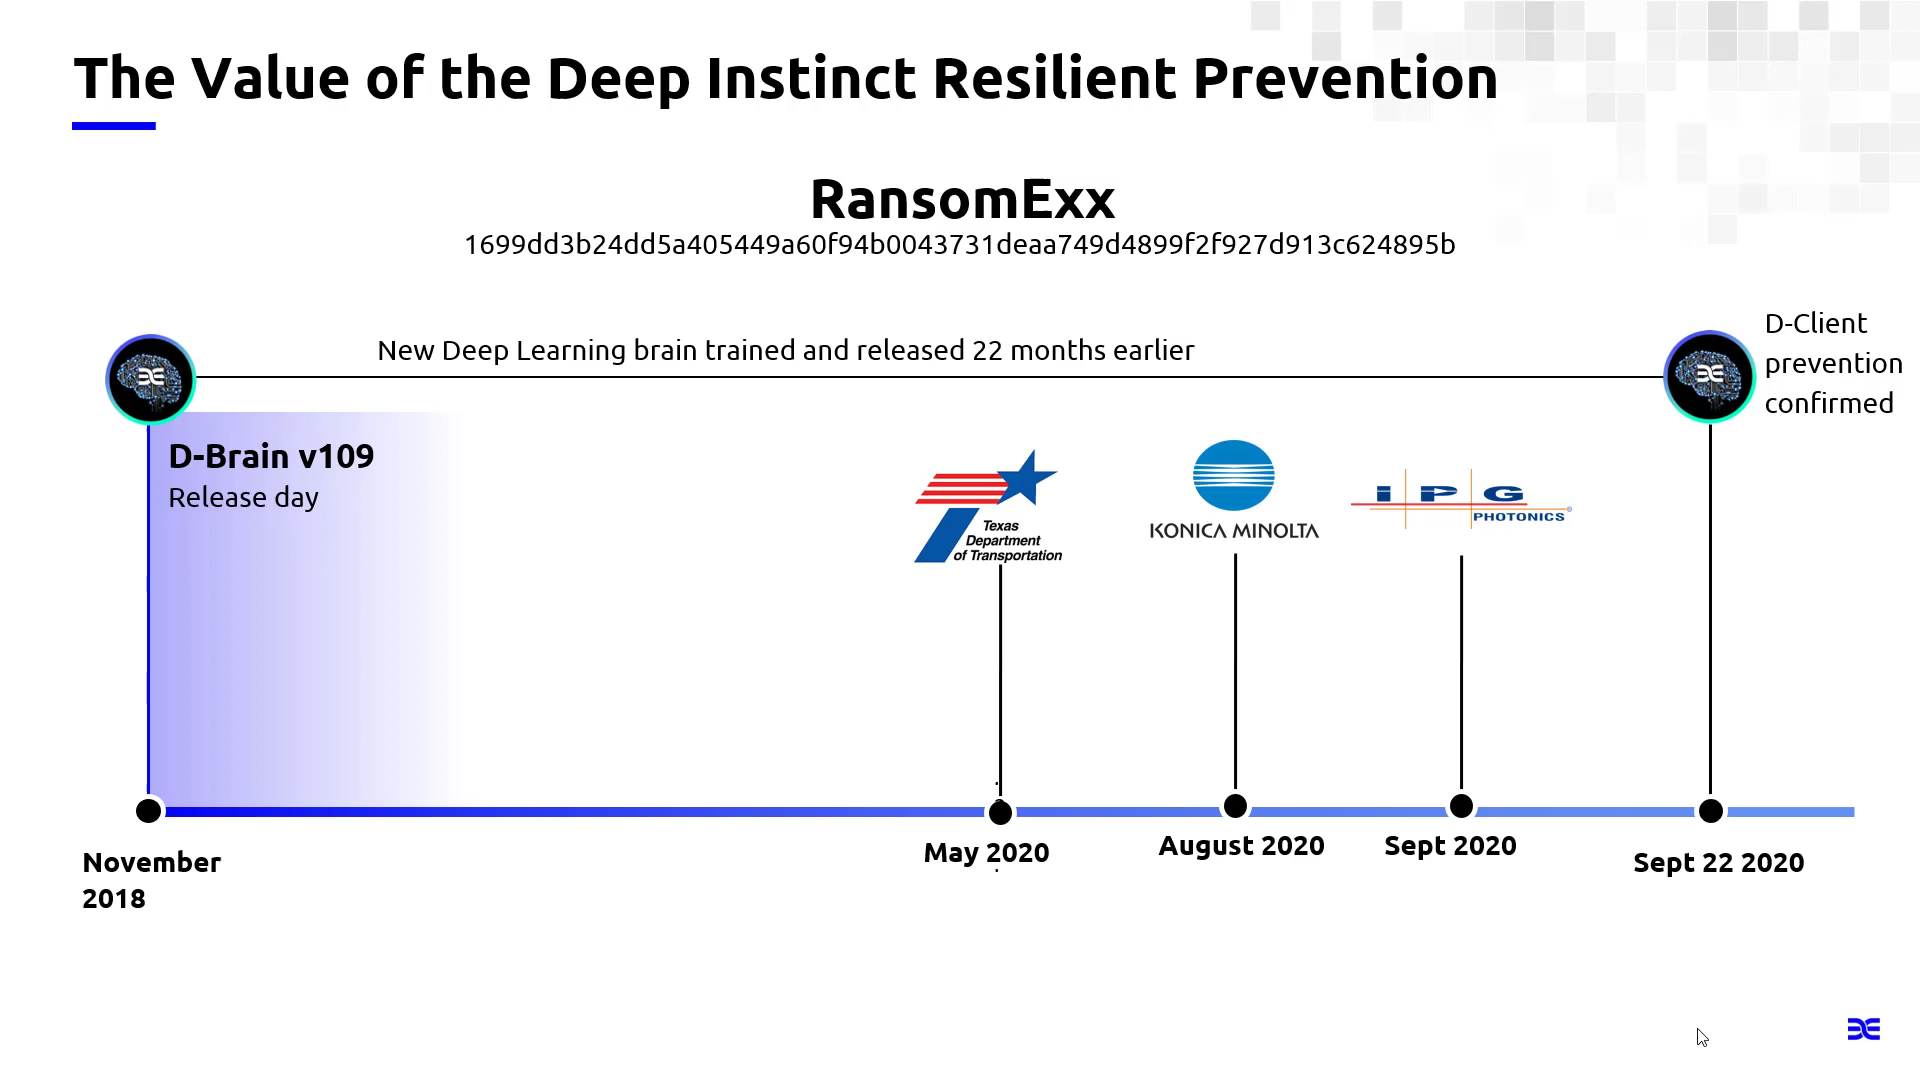 The Value of the Deep Instinct Resilient Prevention
RansomExx
1699dd3b24dd5a405449a60f94b0043731deaa749d4899f2f927d913c624895b
New Deep Learning brain trained and released 22 months earlier
D-Client
prevention
confirmed
D-Brain v109
Release day
Texas
Department
of Transportation
KONICA MINOLTA
IPG
PHOTONICS
November
2018
May 2020
August 2020
Sept 2020
Sept 22 2020